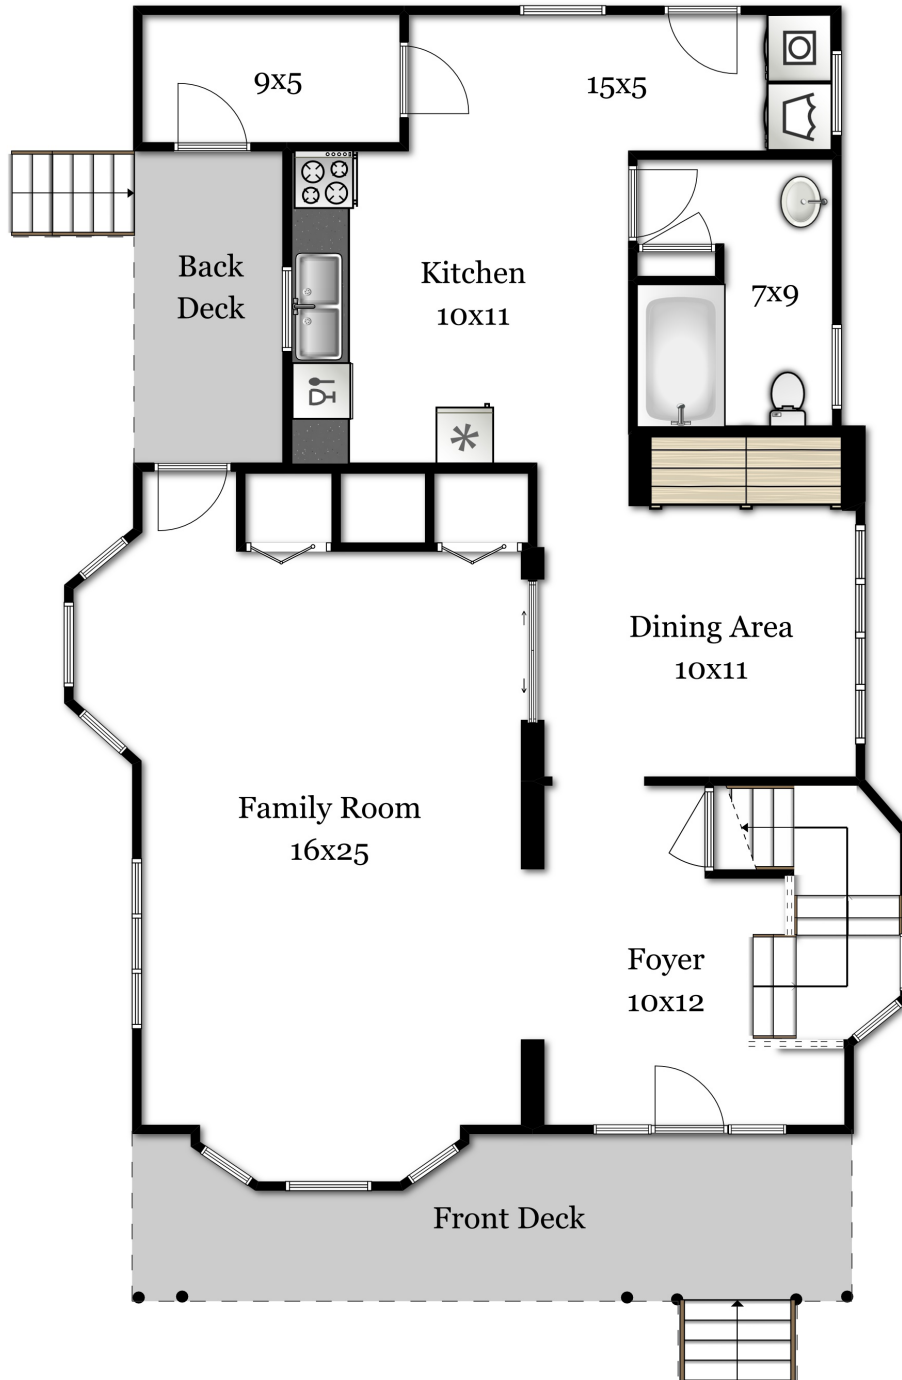 9x5
15x5
Back
Deck
Kitchen
10x11
7x9
Dining Area
10x11
Family Room
16x25
Foyer
10x12
Front Deck